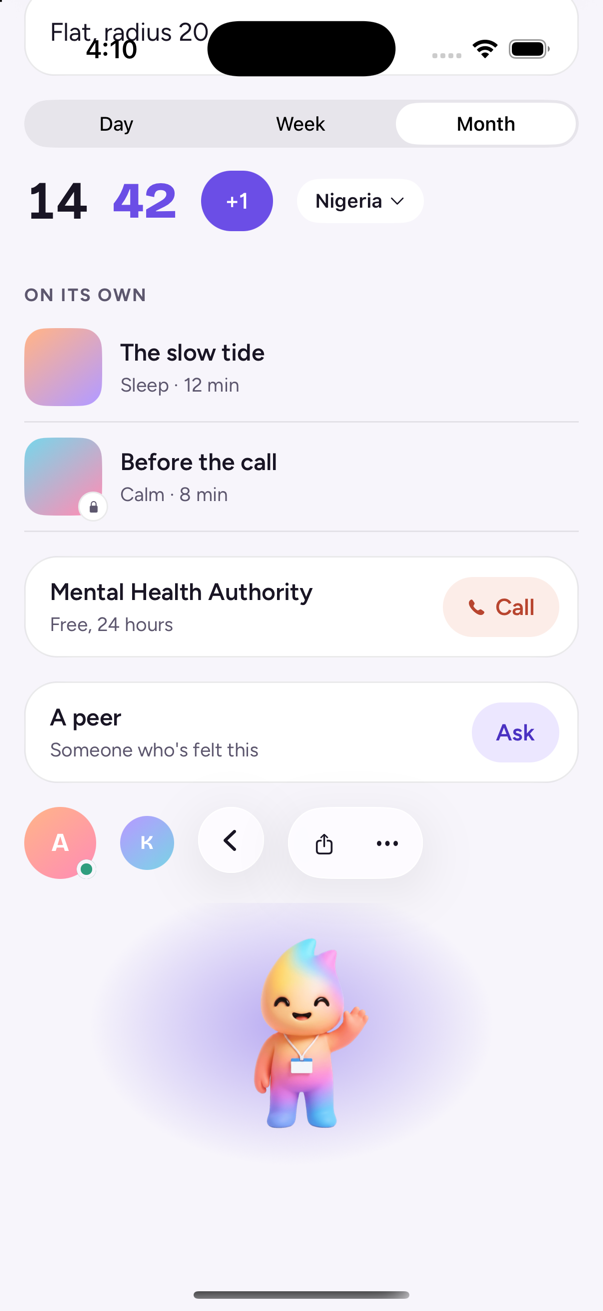 Flat, radius 20
4:10
Day Week Month
14 42 +1 Nigeria
ON ITS OWN
The slow tide
Sleep · 12 min
Before the call
Calm · 8 min
Mental Health Authority
Free, 24 hours
Call
A peer
Someone who's felt this
Ask
A K